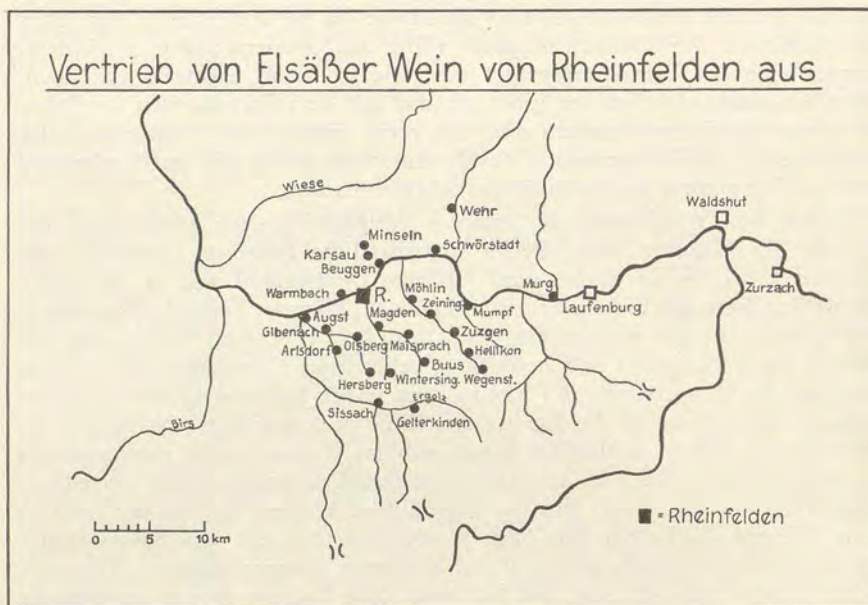 Vertrieb von Elsäßer Wein von Rheinfelden aus
Wiese
Wehr
Waldshut
Minseln
Schwörstadt
Karsau
Beuggen
Zurzach
Warmbach
R.
Möhlin
Murg
Laufenburg
Zeining.
Mumpf
Augst
Magden
Gibenach
Olsberg
Maisprach
Zuzgen
Arlsdorf
Hellikon
Buus
Hersberg
Wintersing.
Wegenst.
Ergolz
Sissach
Gelterkinden
Birs
= Rheinfelden
0 5 10 km